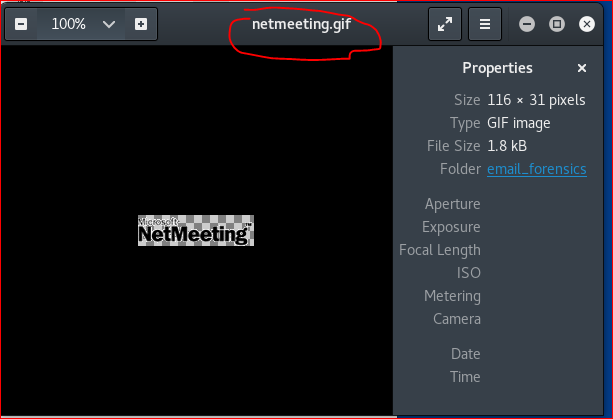 100%
netmeeting.gif
Properties
Size 116 × 31 pixels
Type GIF image
File Size 1.8 kB
Folder email_forensics
Aperture
Exposure
Focal Length
ISO
Metering
Camera
Date
Time
Microsoft
NetMeeting™